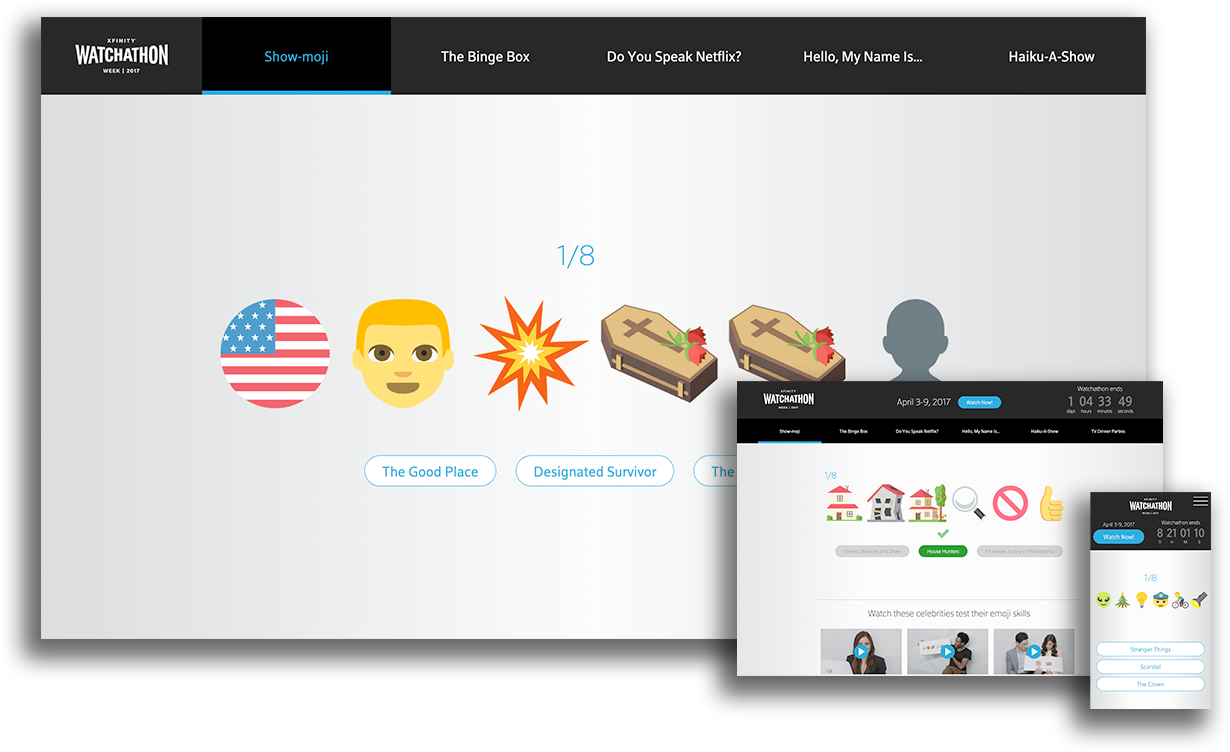 XFINITY
WATCHATHON
WEEK | 2017
Show-moji
The Binge Box
Do You Speak Netflix?
Hello, My Name Is...
Haiku-A-Show
1/8
The Good Place
Designated Survivor
The
XFINITY
WATCHATHON
WEEK | 2017
April 3-9, 2017
Watch Now!
Watchathon ends
1 04 33 49
days hours minutes seconds
Show-moji
The Binge Box
Do You Speak Netflix?
Hello, My Name Is...
Haiku-A-Show
TV Dinner Parties
1/8
Diners, Drive-ins and Dives
House Hunters
It's Always Sunny in Philadelphia
Watch these celebrities test their emoji skills
XFINITY
WATCHATHON
WEEK | 2017
April 3-9, 2017
Watch Now!
Watchathon ends
8 21 01 10
D H M S
1/8
Stranger Things
Scandal
The Crown